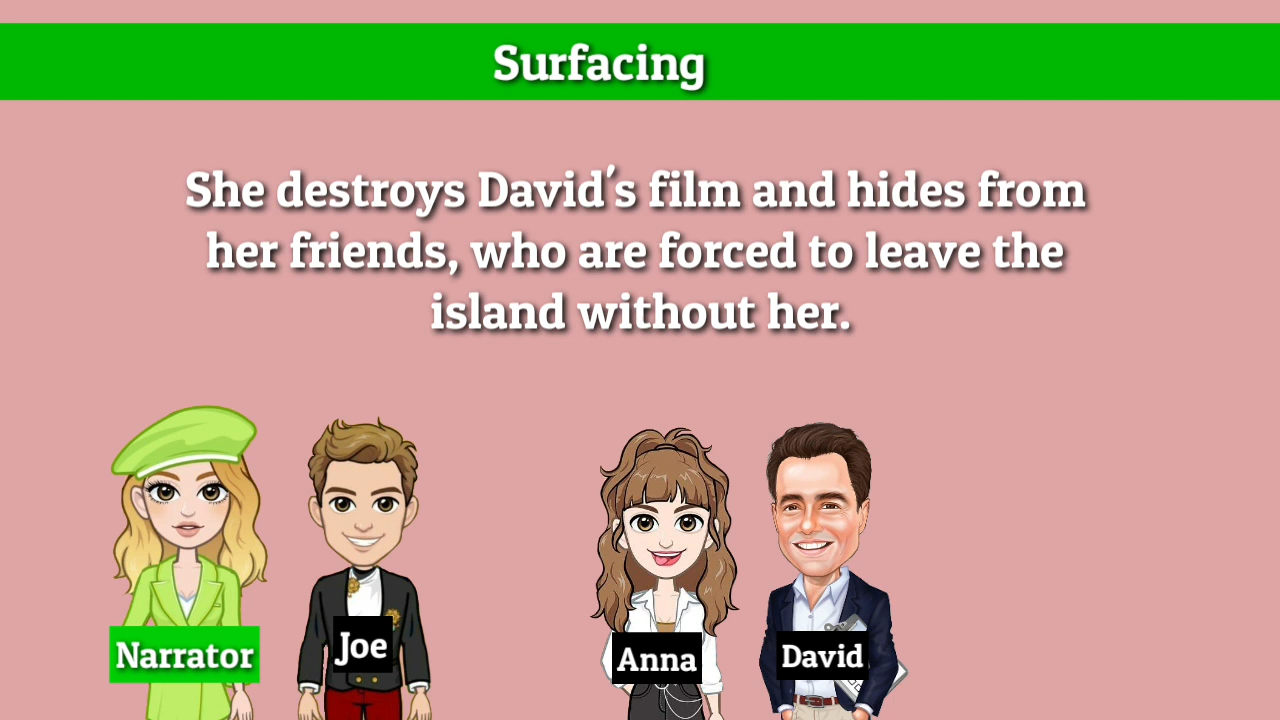 Surfacing
She destroys David's film and hides from
her friends, who are forced to leave the
island without her.
Narrator
Joe
Anna
David